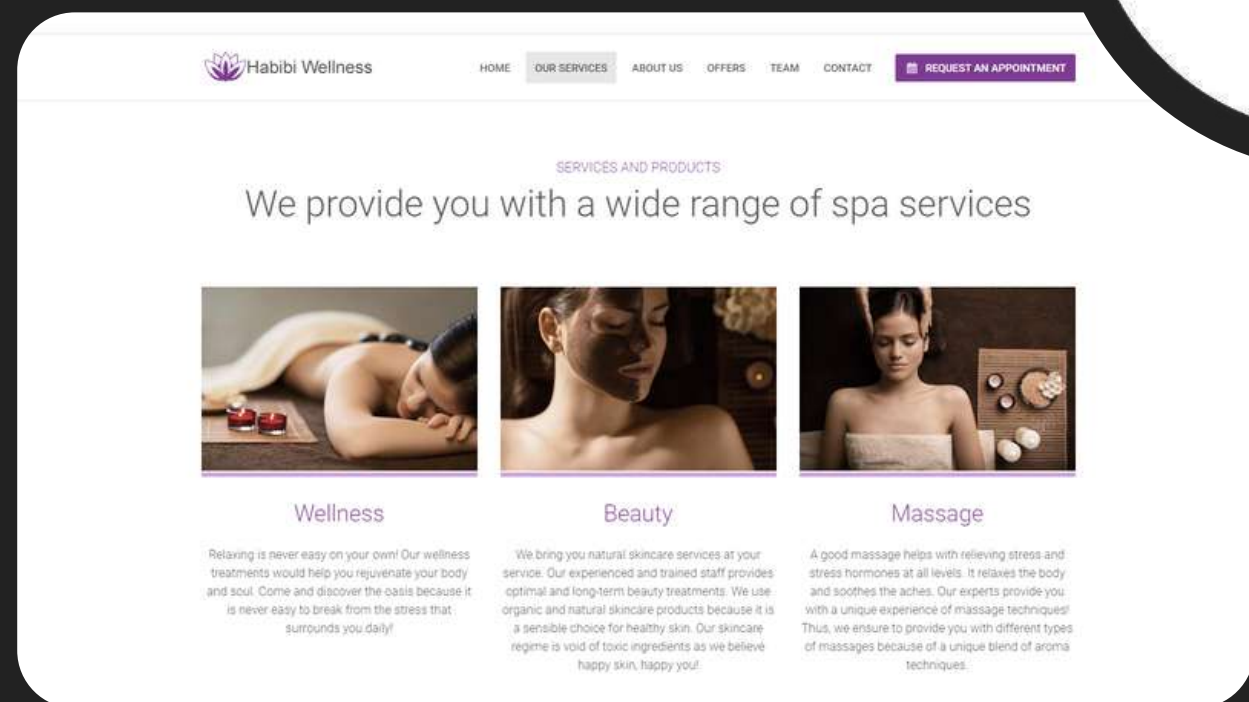 Habibi Wellness
HOME OUR SERVICES ABOUT US OFFERS TEAM CONTACT REQUEST AN APPOINTMENT
SERVICES AND PRODUCTS
We provide you with a wide range of spa services
Wellness
Relaxing is never easy on your own! Our wellness
treatments would help you rejuvenate your body
and soul. Come and discover the oasis because it
is never easy to break from the stress that
surrounds you daily!
Beauty
We bring you natural skincare services at your
service. Our experienced and trained staff provides
optimal and long-term beauty treatments. We use
organic and natural skincare products because it is
a sensible choice for healthy skin. Our skincare
regime is void of toxic ingredients as we believe
happy skin, happy you!
Massage
A good massage helps with relieving stress and
stress hormones at all levels. It relaxes the body
and soothes the aches. Our experts provide you
with a unique experience of massage techniques!
Thus, we ensure to provide you with different types
of massages because of a unique blend of aroma
techniques.